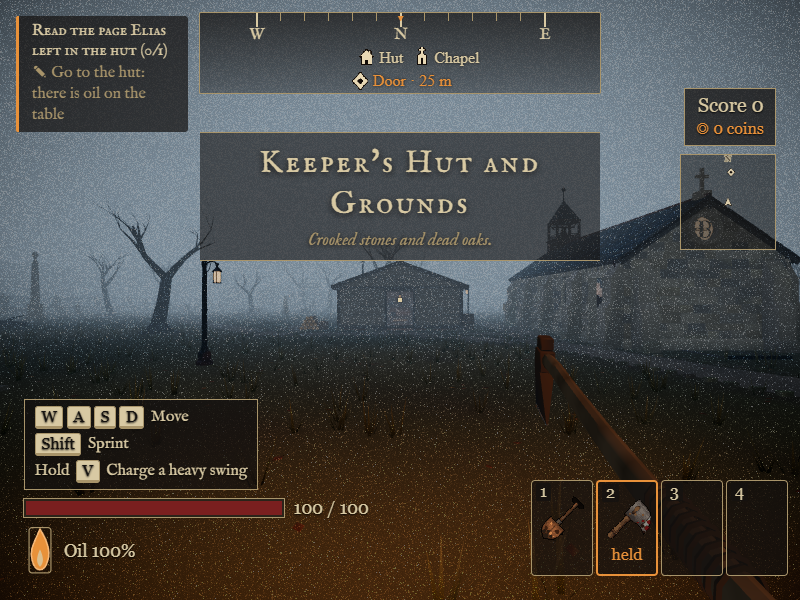 Read the page Elias
left in the hut (0/1)
Go to the hut:
there is oil on the
table
W N E
Hut Chapel
Door · 25 m
Keeper's Hut and
Grounds
Crooked stones and dead oaks.
Score 0
0 coins
N
W A S D Move
Shift Sprint
Hold V Charge a heavy swing
100 / 100
Oil 100%
1 2 3 4
held